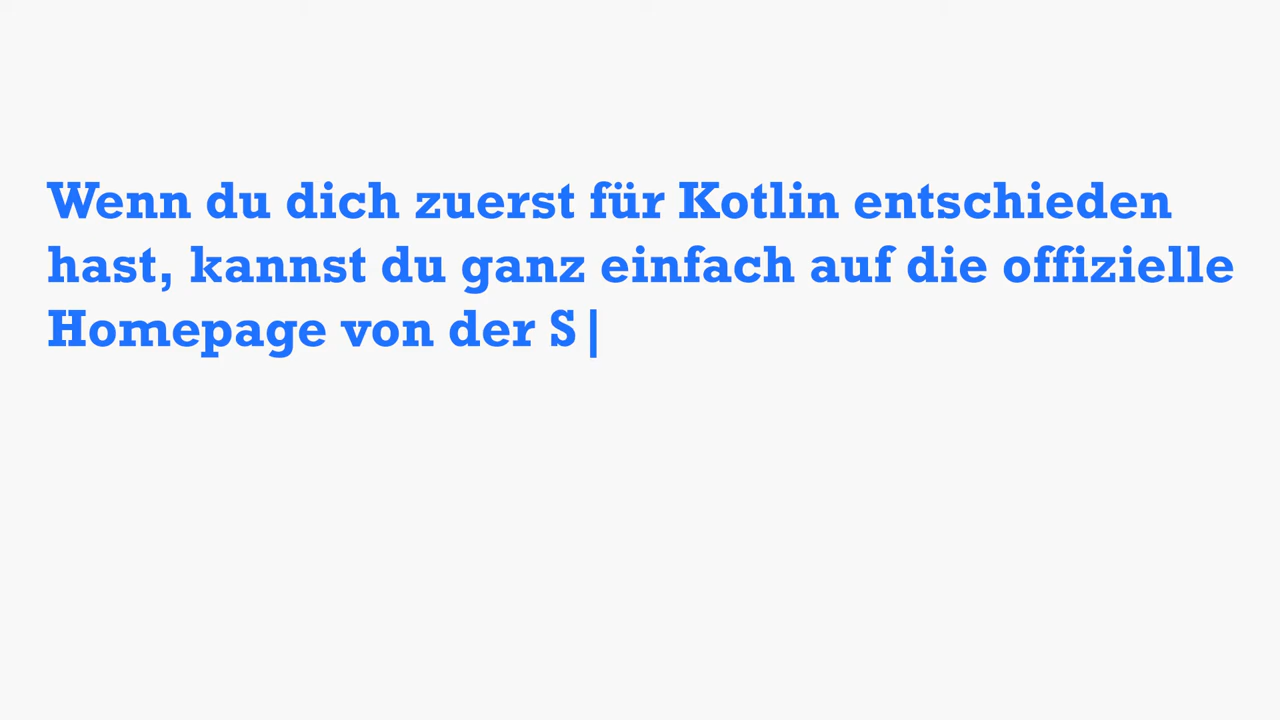 Wenn du dich zuerst für Kotlin entschieden
hast, kannst du ganz einfach auf die offizielle
Homepage von der S|